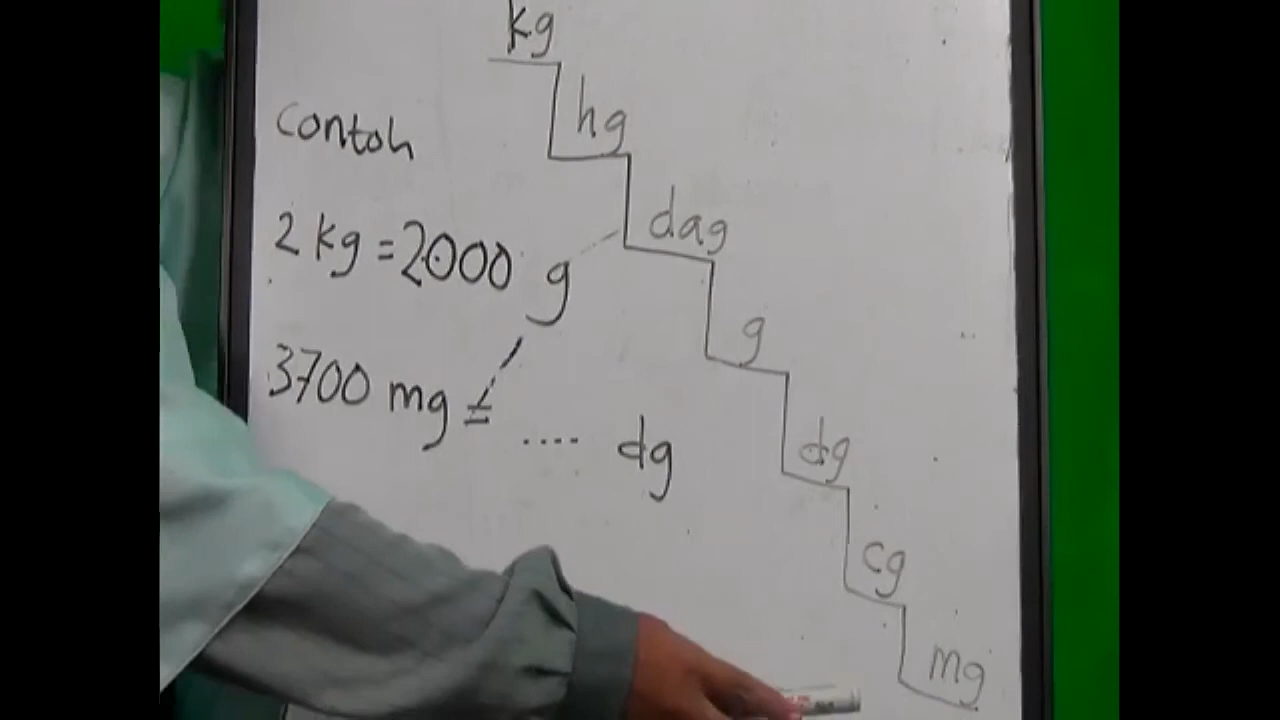 kg
hg
dag
g
dg
cg
mg
contoh
2 kg = 2000 g
3700 mg = .... dg